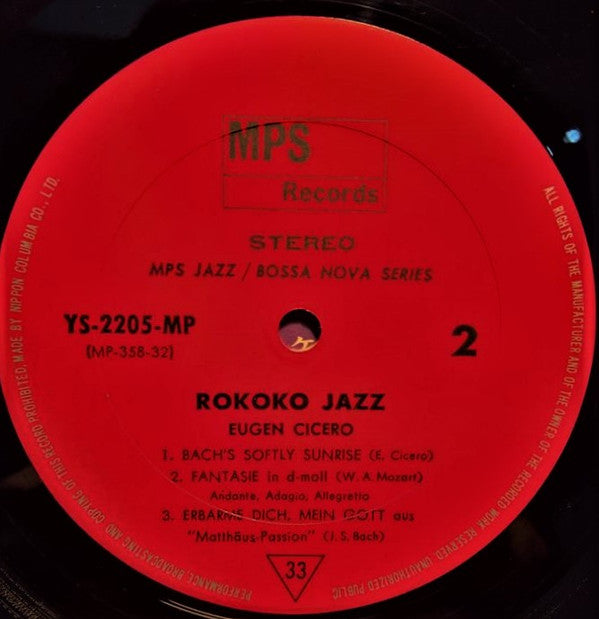 MPS
Records
STEREO
MPS JAZZ / BOSSA NOVA SERIES
YS-2205-MP
(MP-358-32)
2
ROKOKO JAZZ
EUGEN CICERO
1. BACH'S SOFTLY SUNRISE (E. Cicero)
2. FANTASIE in d-moll (W. A. Mozart)
Andante, Adagio, Allegretto
3. ERBARME DICH, MEIN GOTT aus
"Matthäus-Passion" (J. S. Bach)
33
ALL RIGHTS OF THE MANUFACTURER AND OF THE OWNER OF THE RECORDED WORK RESERVED. UNAUTHORIZED PUBLIC PERFORMANCE, BROADCASTING AND COPYING OF THIS RECORD PROHIBITED. MADE BY NIPPON COLUMBIA CO., LTD.